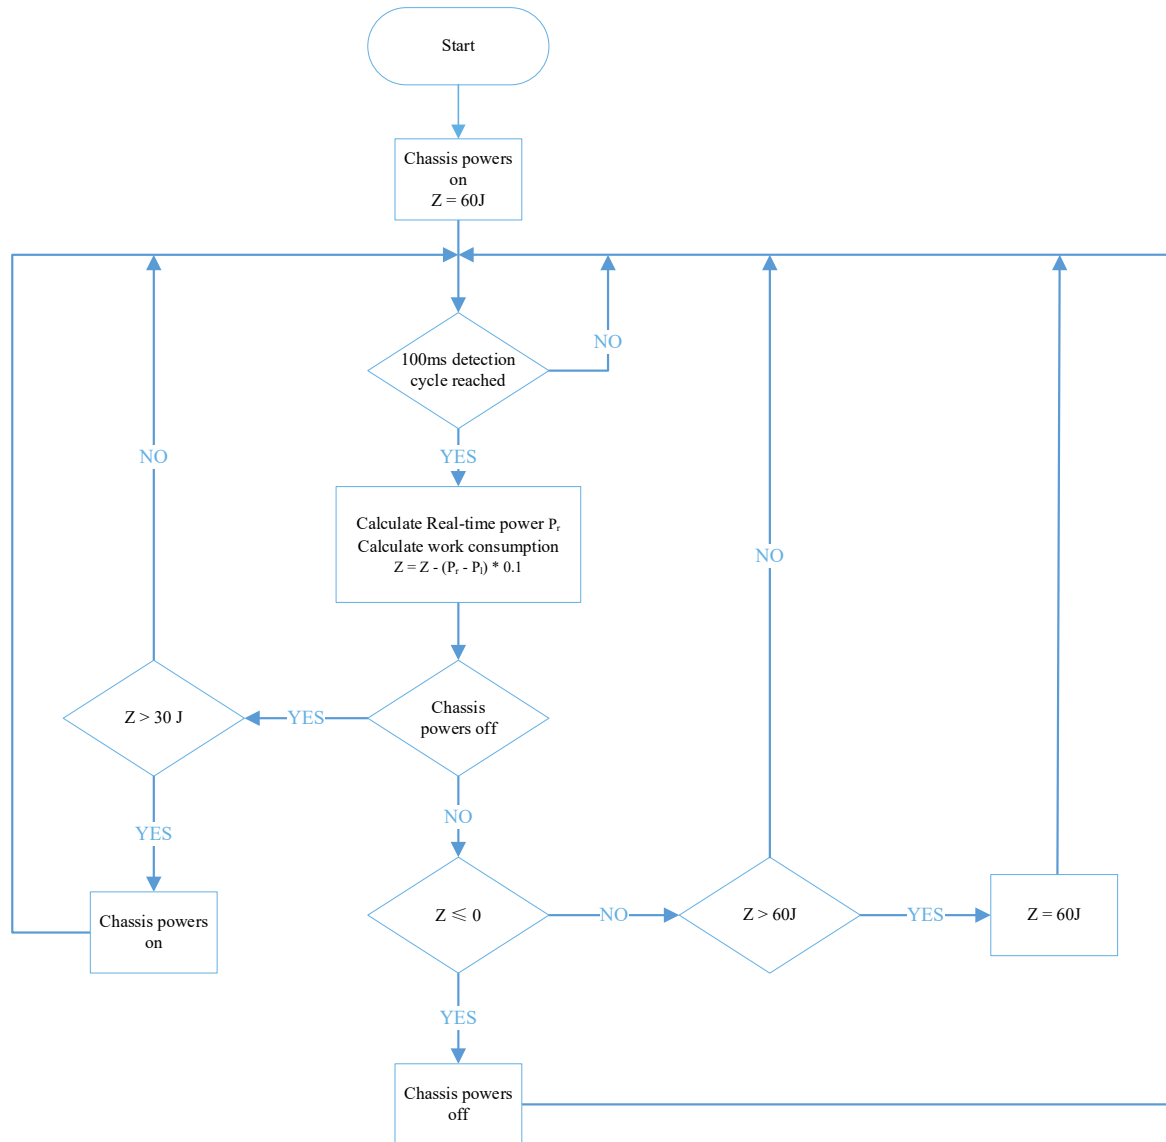 Start
Chassis powers
on
Z = 60J
100ms detection
cycle reached
NO
YES
NO
Calculate Real-time power Pr
Calculate work consumption
Z = Z - (Pr - Pl) * 0.1
NO
Z > 30 J
YES
Chassis
powers off
NO
YES
Chassis powers
on
Z ⩽ 0
NO
Z > 60J
YES
Z = 60J
YES
Chassis powers
off